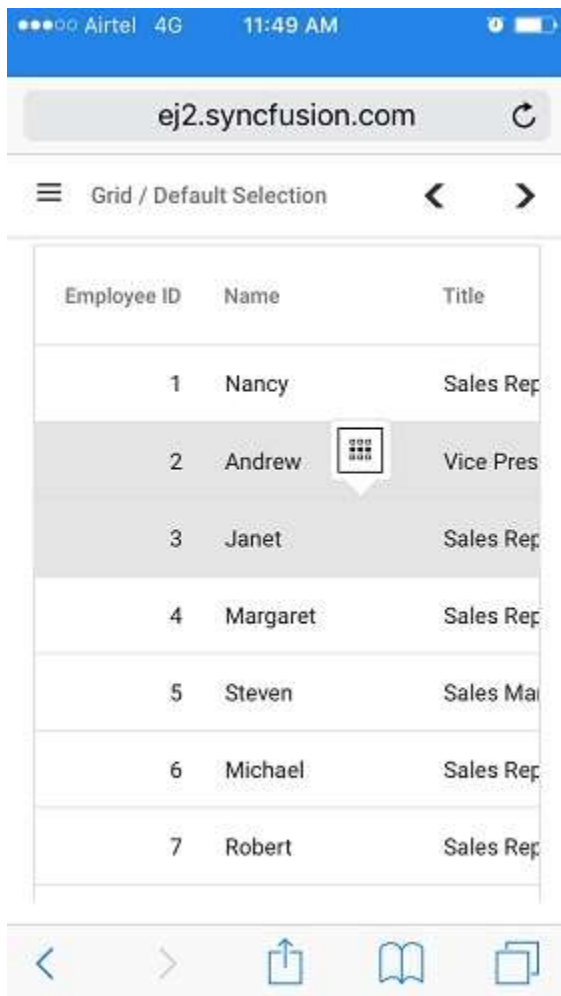 Airtel 4G 11:49 AM
ej2.syncfusion.com
Grid / Default Selection
Employee ID Name Title
1 Nancy Sales Rep
2 Andrew Vice Pres
3 Janet Sales Rep
4 Margaret Sales Rep
5 Steven Sales Ma
6 Michael Sales Rep
7 Robert Sales Rep